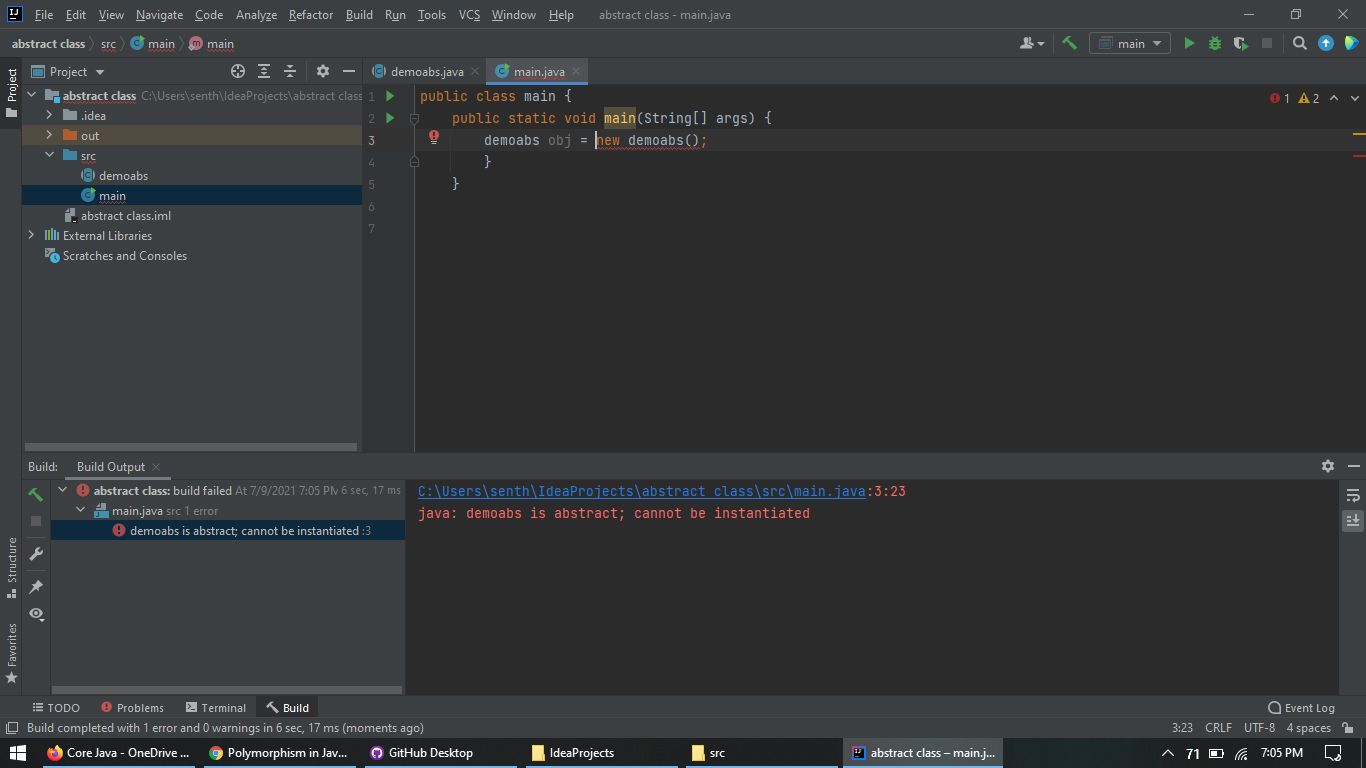 File Edit View Navigate Code Analyze Refactor Build Run Tools VCS Window Help abstract class - main.java
abstract class src main main
main
Project
demoabs.java
main.java
Project
abstract class C:\Users\senth\IdeaProjects\abstract class
.idea
out
src
demoabs
main
abstract class.iml
External Libraries
Scratches and Consoles
1 public class main {
2 public static void main(String[] args) {
3 demoabs obj = new demoabs();
4 }
5 }
6
7
1 2
Build: Build Output
abstract class: build failed At 7/9/2021 7:05 PM 6 sec, 17 ms
main.java src 1 error
demoabs is abstract; cannot be instantiated :3
C:\Users\senth\IdeaProjects\abstract class\src\main.java:3:23
java: demoabs is abstract; cannot be instantiated
Structure
Favorites
TODO Problems Terminal Build Event Log
Build completed with 1 error and 0 warnings in 6 sec, 17 ms (moments ago) 3:23 CRLF UTF-8 4 spaces
Core Java - OneDrive ... Polymorphism in Jav... GitHub Desktop IdeaProjects src abstract class – main.j... 71 7:05 PM